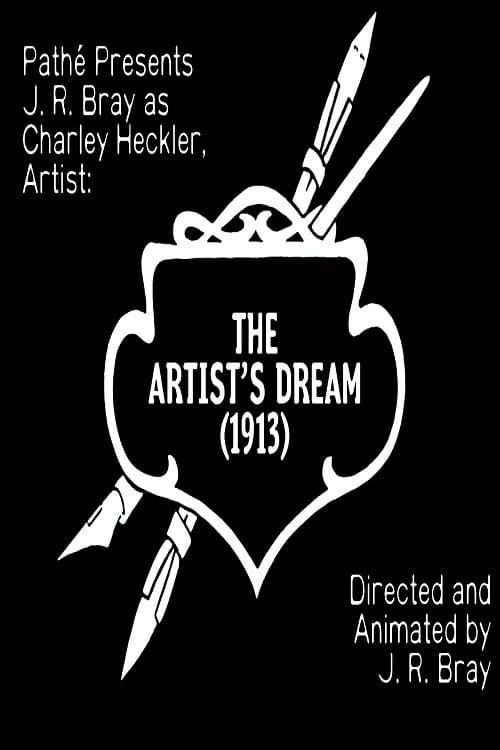 Pathé Presents
J. R. Bray as
Charley Heckler,
Artist:
THE
ARTIST'S DREAM
(1913)
Directed and
Animated by
J. R. Bray